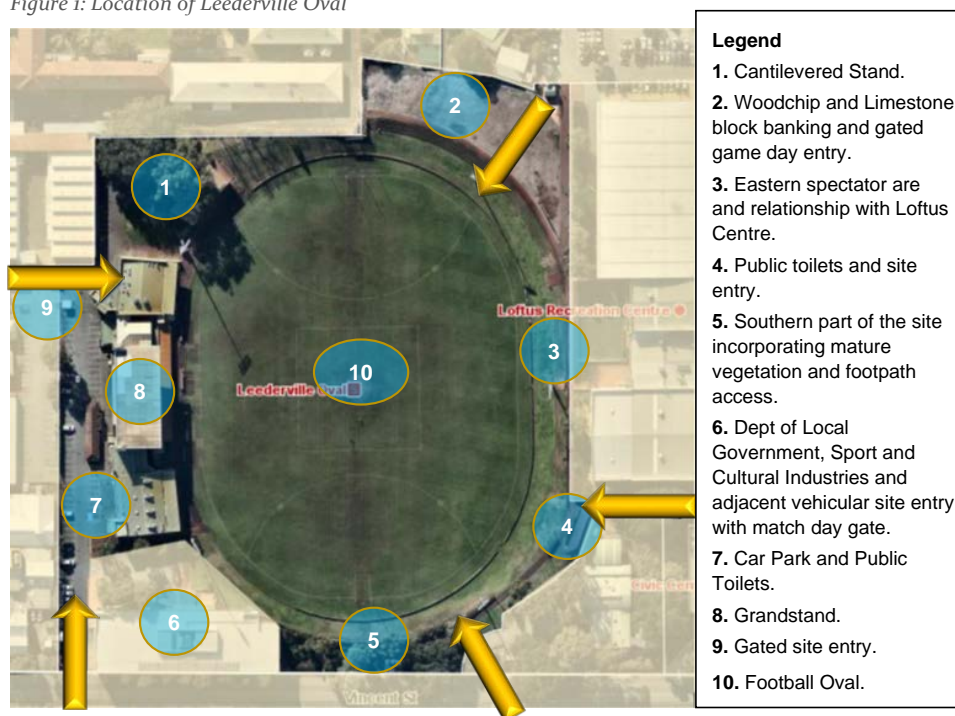 Figure 1: Location of Leederville Oval
2
1
9
Loftus Recreation Centre
3
10
8
Leederville Oval
7
4
6
5
Vincent St
Legend
1. Cantilevered Stand.
2. Woodchip and Limestone
block banking and gated
game day entry.
3. Eastern spectator are
and relationship with Loftus
Centre.
4. Public toilets and site
entry.
5. Southern part of the site
incorporating mature
vegetation and footpath
access.
6. Dept of Local
Government, Sport and
Cultural Industries and
adjacent vehicular site entry
with match day gate.
7. Car Park and Public
Toilets.
8. Grandstand.
9. Gated site entry.
10. Football Oval.